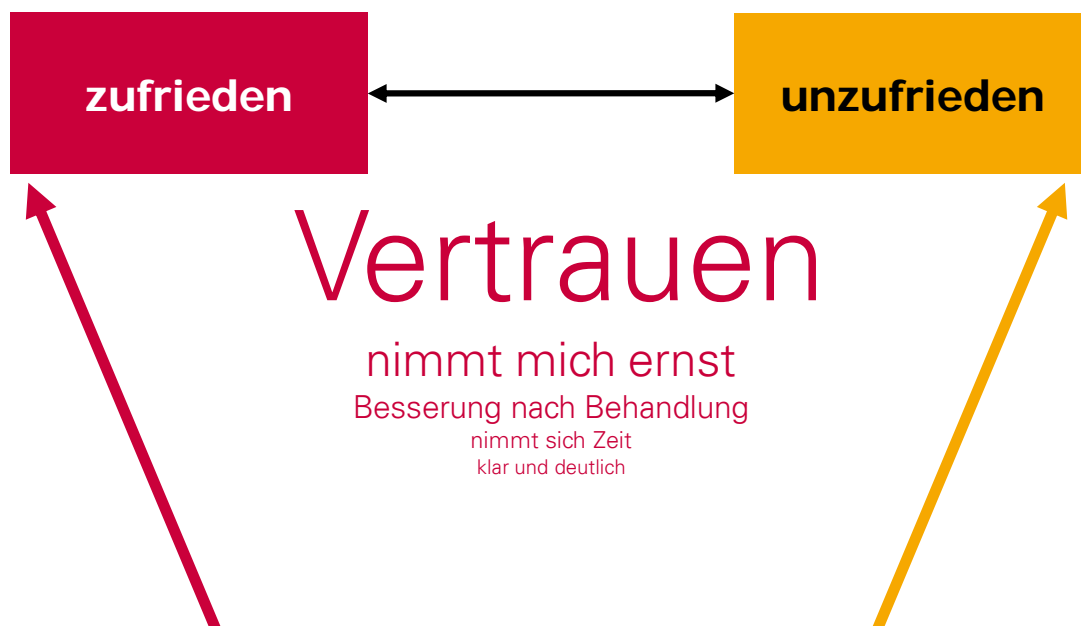 zufrieden
unzufrieden
Vertrauen
nimmt mich ernst
Besserung nach Behandlung
nimmt sich Zeit
klar und deutlich